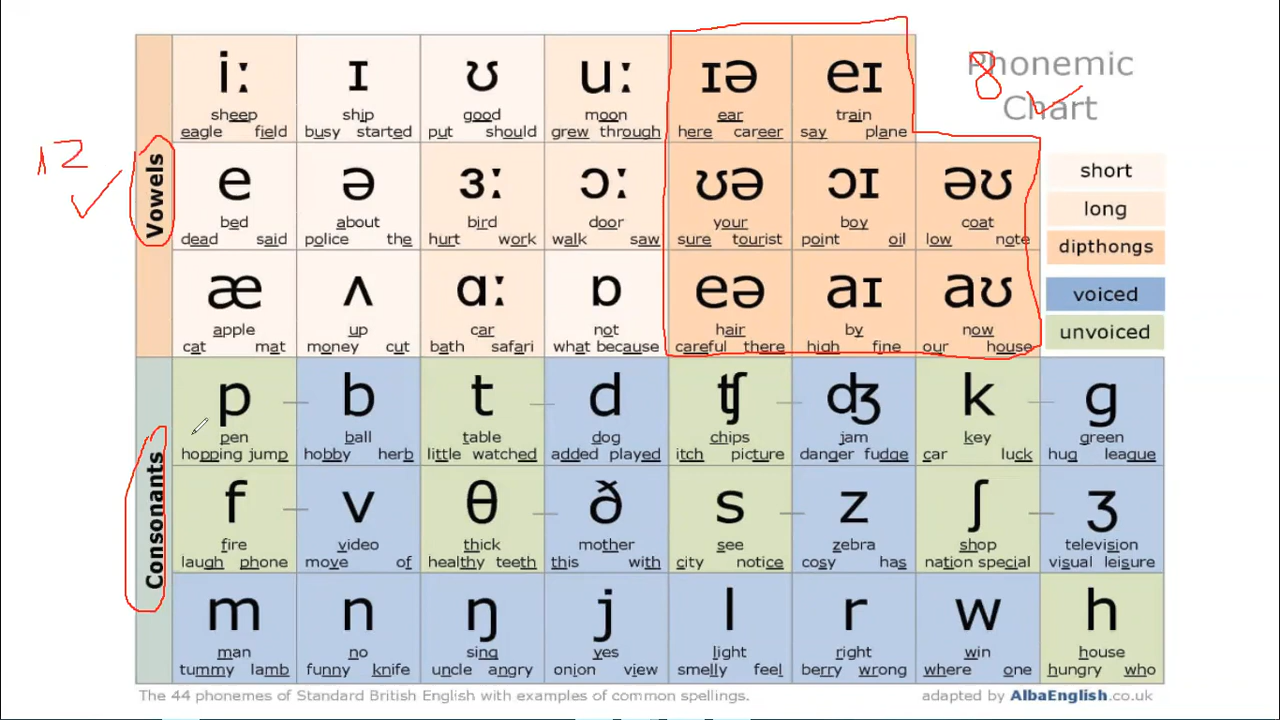 iː ɪ ʊ uː ɪə eɪ 8 Phonemic
sheep ship good moon ear train Chart
eagle field busy started put should grew through here career say plane
12 Vowels
e ə ɜː ɔː ʊə ɔɪ əʊ short
bed about bird door your boy coat long
dead said police the hurt work walk saw sure tourist point oil low note dipthongs
æ ʌ ɑː ɒ eə aɪ aʊ voiced
apple up car not hair by now unvoiced
cat mat money cut bath safari what because careful there high fine our house
Consonants
p b t d ʧ ʤ k g
pen ball table dog chips jam key green
hopping jump hobby herb little watched added played itch picture danger fudge car luck hug league
f v θ ð s z ʃ ʒ
fire video thick mother see zebra shop television
laugh phone move of healthy teeth this with city notice cosy has nation special visual leisure
m n ŋ j l r w h
man no sing yes light right win house
tummy lamb funny knife uncle angry onion view smelly feel berry wrong where one hungry who
The 44 phonemes of Standard British English with examples of common spellings. adapted by AlbaEnglish.co.uk